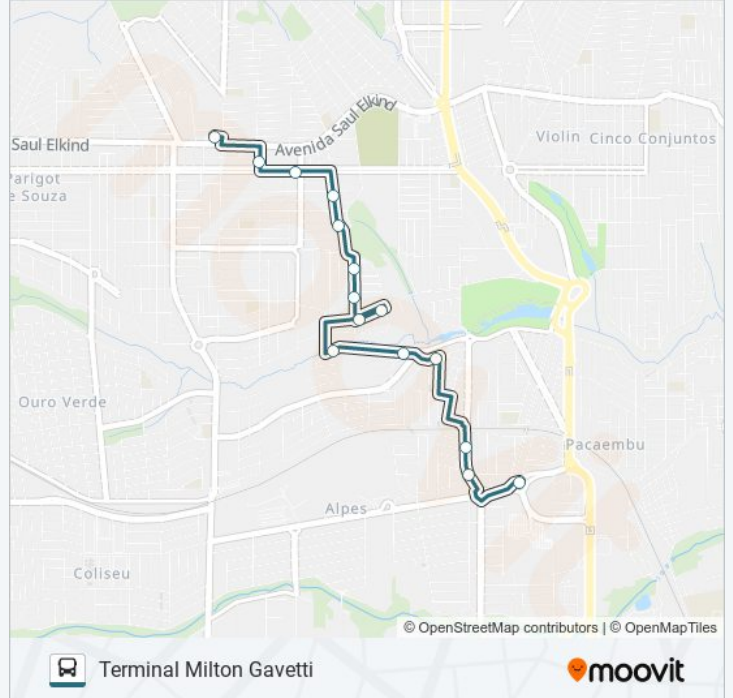 Avenida Saul Elkind
Saul Elkind
Violin
Cinco Conjuntos
Parigot
e Souza
Ouro Verde
Pacaembu
Alpes
Coliseu
© OpenStreetMap contributors | © OpenMapTiles
Terminal Milton Gavetti
moovit